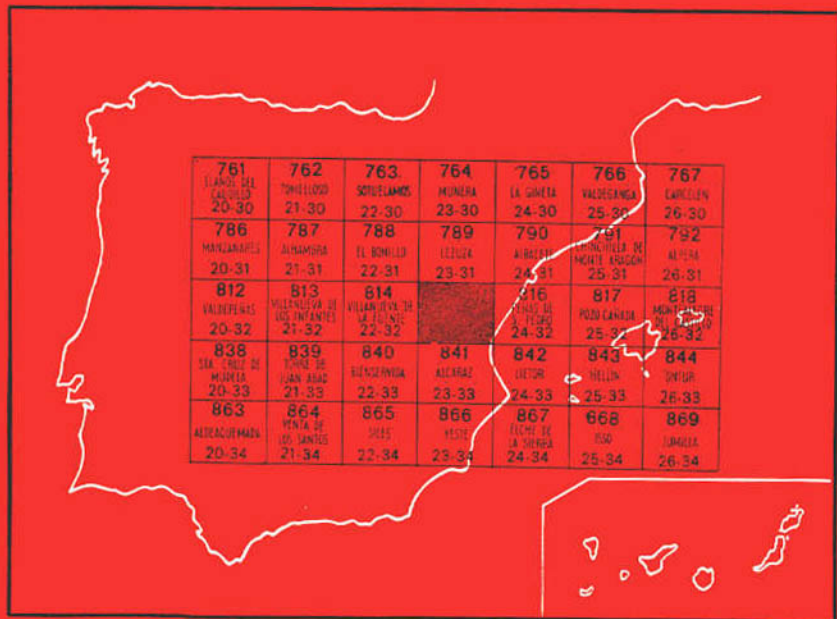 761 762 763 764 765 766 767
LLANOS DEL CAUDILLO TOMELLOSO SOTUELAMOS MUNERA LA GINETA VALDEGANGA CARCELEN
20-30 21-30 22-30 23-30 24-30 25-30 26-30
786 787 788 789 790 791 792
MANZANARES ALHAMBRA EL BONILLO LEZUZA ALBACETE CHINCHILLA DE MONTE ARAGON ALPERA
20-31 21-31 22-31 23-31 24-31 25-31 26-31
812 813 814 816 817 818
VALDEPEÑAS VILLANUEVA DE LOS INFANTES VILLANUEVA DE LA FUENTE PEÑAS DE S. PEDRO POZO CAÑADA MONTEALEGRE DEL CASTILLO
20-32 21-32 22-32 24-32 25-32 26-32
838 839 840 841 842 843 844
STA. CRUZ DE MUDELA TORRE DE JUAN ABAD BIENSERVIDA ALCARAZ LIETOR HELLIN ONTUR
20-33 21-33 22-33 23-33 24-33 25-33 26-33
863 864 865 866 867 668 869
ALDEAQUEMADA VENTA DE LOS SANTOS SILES YESTE ELCHE DE LA SIERRA ISSO JUMILLA
20-34 21-34 22-34 23-34 24-34 25-34 26-34